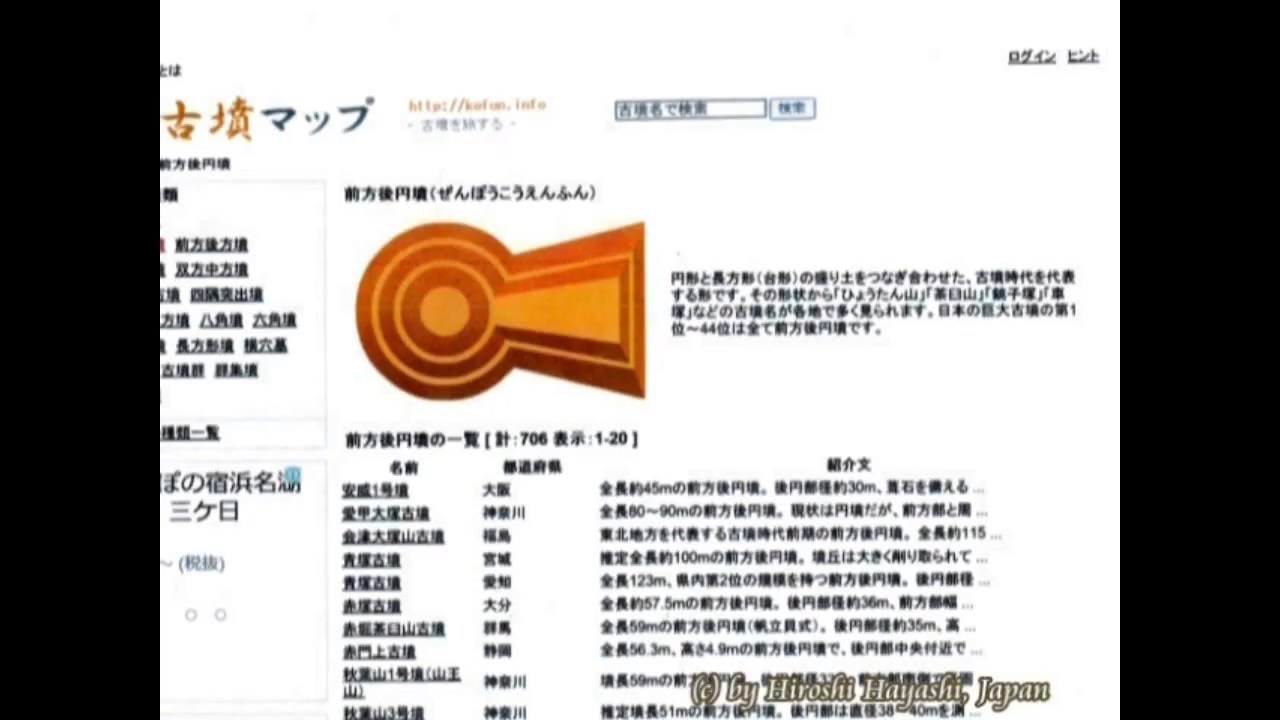 とは
ログイン ヒント
古墳マップ
http://kofun.info
- 古墳を旅する -
古墳名で検索 検索
前方後円墳
類
前方後円墳(ぜんぽうこうえんふん)
前方後方墳
双方中方墳
四隅突出墳
方墳 八角墳 六角墳
長方形墳 横穴墓
古墳群 群集墳
種類一覧
円形と長方形(台形)の盛り土をつなぎ合わせた、古墳時代を代表
する形です。その形状から「ひょうたん山」「茶臼山」「銚子塚」「車
塚」などの古墳名が各地で多く見られます。日本の巨大古墳の第1
位~44位は全て前方後円墳です。
前方後円墳の一覧 [ 計:706 表示:1-20 ]
名前 都道府県 紹介文
安威1号墳 大阪 全長約45mの前方後円墳。後円部径約30m、葺石を備える ...
愛甲大塚古墳 神奈川 全長80~90mの前方後円墳。現状は円墳だが、前方部と周 ...
会津大塚山古墳 福島 東北地方を代表する古墳時代前期の前方後円墳。全長約115 ...
青塚古墳 宮城 推定全長約100mの前方後円墳。墳丘は大きく削り取られて ...
青塚古墳 愛知 全長123m、県内第2位の規模を持つ前方後円墳。後円部径 ...
赤塚古墳 大分 全長約57.5mの前方後円墳。後円部径約36m、前方部幅 ...
赤堀茶臼山古墳 群馬 全長59mの前方後円墳(帆立貝式)。後円部径約35m、高 ...
赤門上古墳 静岡 全長56.3m、高さ4.9mの前方後円墳で、後円部中央付近で ...
秋葉山1号墳(山王
山) 神奈川 墳長59mの前
秋葉山3号墳 神奈川 推定墳長51mの前方後円墳。後円部は直径38~40mを測 ...
ぽの宿浜名湖
三ケ日
~ (税抜)
(c) by Hiroshi Hayashi, Japan